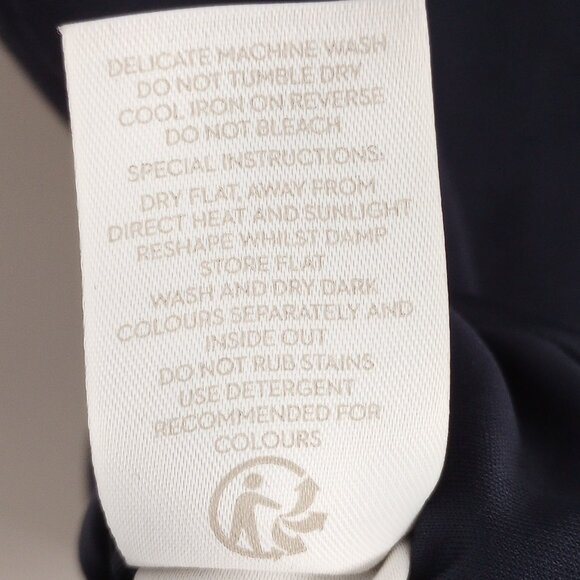 DELICATE MACHINE WASH
DO NOT TUMBLE DRY
COOL IRON ON REVERSE
DO NOT BLEACH
SPECIAL INSTRUCTIONS:
DRY FLAT, AWAY FROM
DIRECT HEAT AND SUNLIGHT
RESHAPE WHILST DAMP
STORE FLAT
WASH AND DRY DARK
COLOURS SEPARATELY AND
INSIDE OUT
DO NOT RUB STAINS
USE DETERGENT
RECOMMENDED FOR
COLOURS